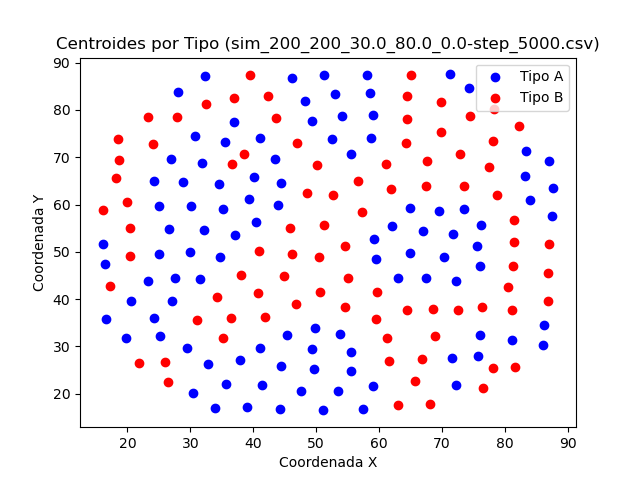 Centroides por Tipo (sim_200_200_30.0_80.0_0.0-step_5000.csv)
Tipo A
Tipo B
Coordenada Y
90
80
70
60
50
40
30
20
20 30 40 50 60 70 80 90
Coordenada X